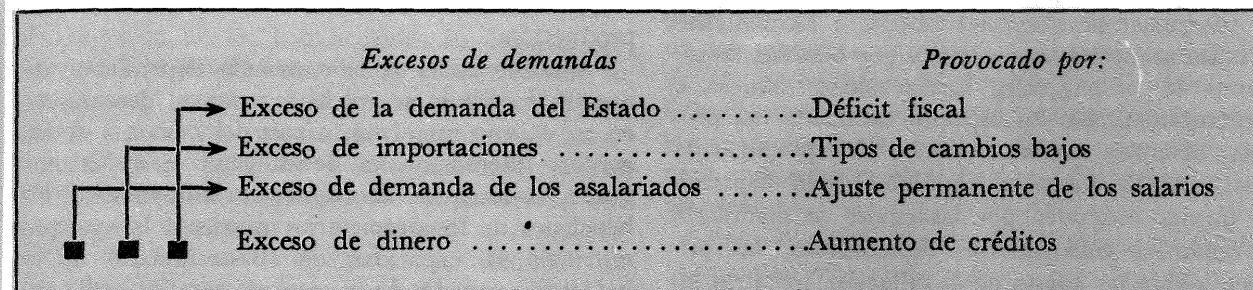 Excesos de demandas Provocado por:
Exceso de la demanda del Estado ......... Déficit fiscal
Exceso de importaciones .................. Tipos de cambios bajos
Exceso de demanda de los asalariados ....... Ajuste permanente de los salarios
Exceso de dinero ........................ Aumento de créditos